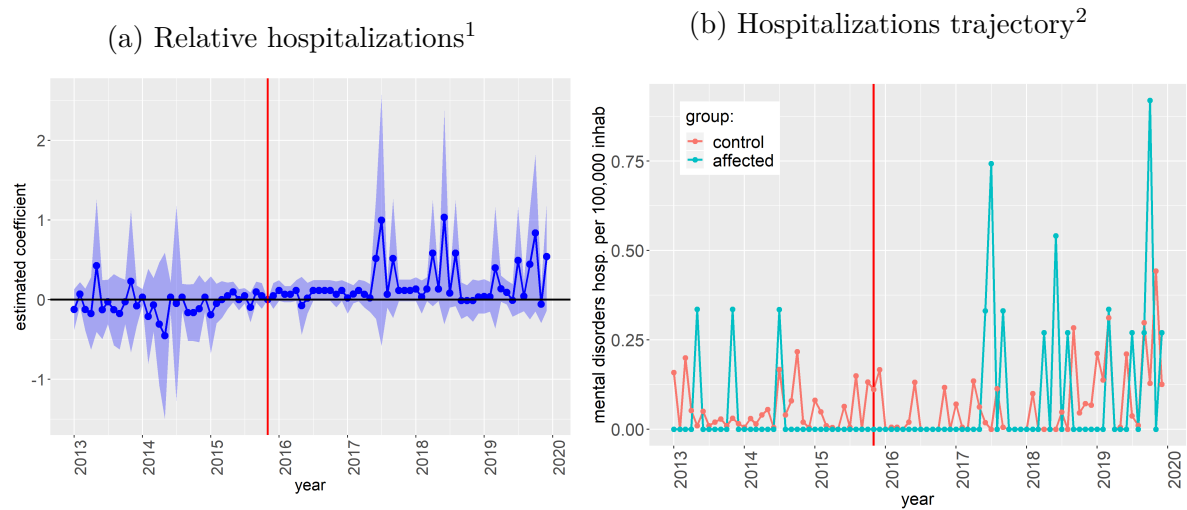 (a) Relative hospitalizations¹
estimated coefficient
2
1
0
-1
2013
2014
2015
2016
2017
2018
2019
2020
year
(b) Hospitalizations trajectory²
mental disorders hosp. per 100,000 inhab
group:
control
affected
0.75
0.50
0.25
0.00
2013
2014
2015
2016
2017
2018
2019
2020
year